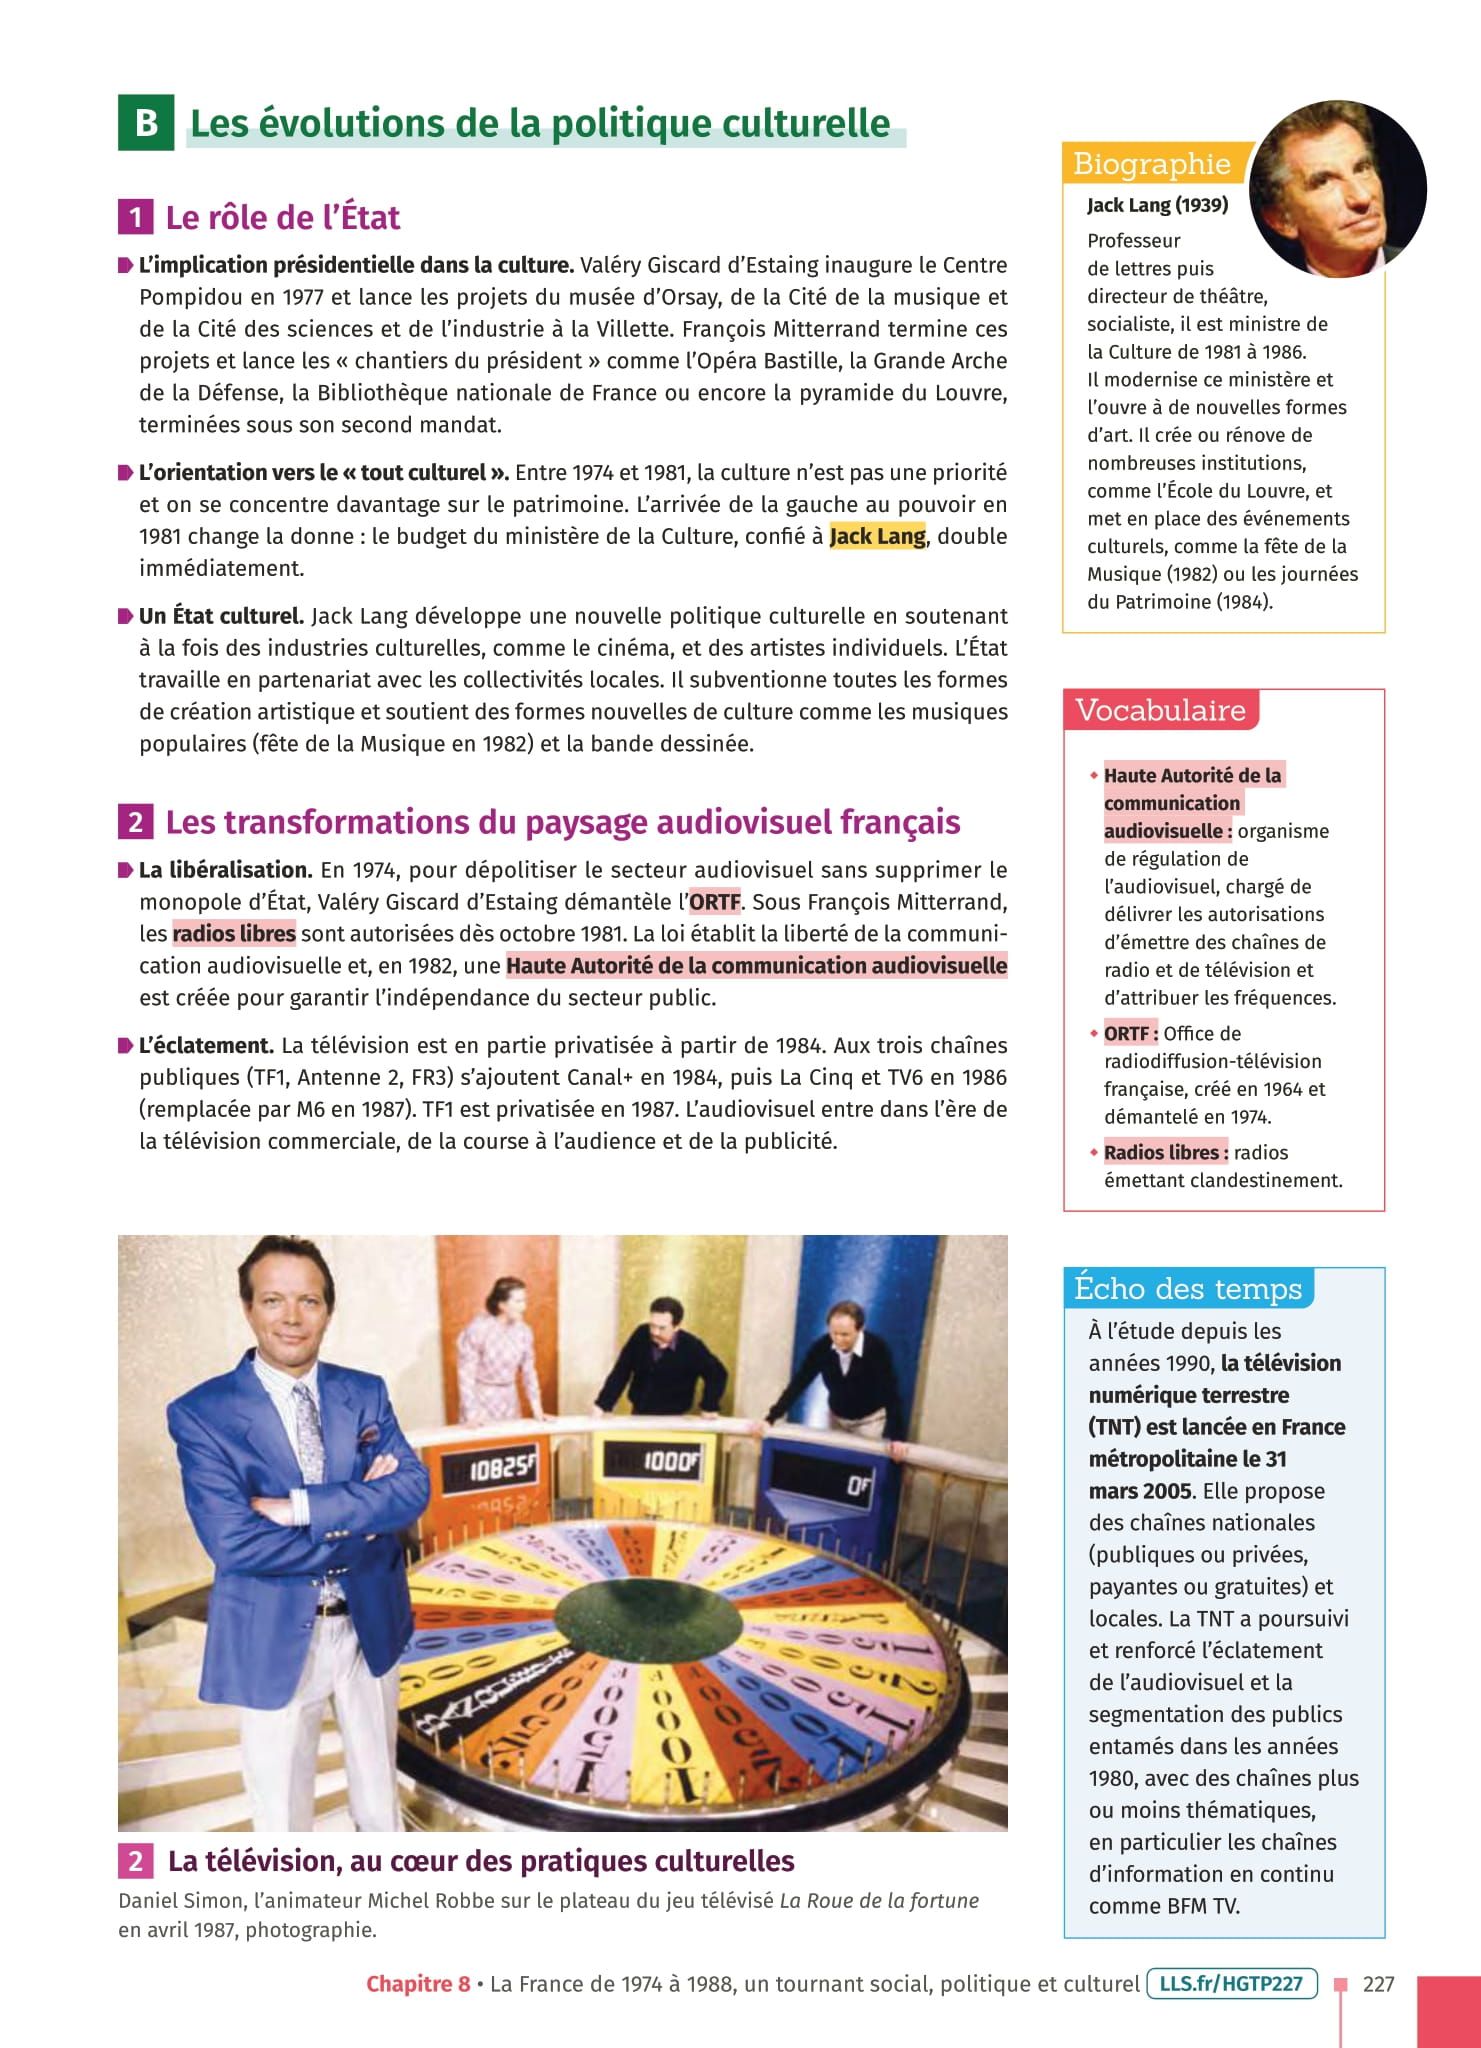 B Les évolutions de la politique culturelle
1 Le rôle de l'État
L'implication présidentielle dans la culture. Valéry Giscard d'Estaing inaugure le Centre
Pompidou en 1977 et lance les projets du musée d'Orsay, de la Cité de la musique et
de la Cité des sciences et de l'industrie à la Villette. François Mitterrand termine ces
projets et lance les « chantiers du président » comme l'Opéra Bastille, la Grande Arche
de la Défense, la Bibliothèque nationale de France ou encore la pyramide du Louvre,
terminées sous son second mandat.
L'orientation vers le « tout culturel ». Entre 1974 et 1981, la culture n'est pas une priorité
et on se concentre davantage sur le patrimoine. L'arrivée de la gauche au pouvoir en
1981 change la donne : le budget du ministère de la Culture, confié à Jack Lang, double
immédiatement.
Un État culturel. Jack Lang développe une nouvelle politique culturelle en soutenant
à la fois des industries culturelles, comme le cinéma, et des artistes individuels. L'État
travaille en partenariat avec les collectivités locales. Il subventionne toutes les formes
de création artistique et soutient des formes nouvelles de culture comme les musiques
populaires (fête de la Musique en 1982) et la bande dessinée.
2 Les transformations du paysage audiovisuel français
La libéralisation. En 1974, pour dépolitiser le secteur audiovisuel sans supprimer le
monopole d'État, Valéry Giscard d'Estaing démantèle l'ORTF. Sous François Mitterrand,
les radios libres sont autorisées dès octobre 1981. La loi établit la liberté de la communi-
cation audiovisuelle et, en 1982, une Haute Autorité de la communication audiovisuelle
est créée pour garantir l'indépendance du secteur public.
L'éclatement. La télévision est en partie privatisée à partir de 1984. Aux trois chaînes
publiques (TF1, Antenne 2, FR3) s'ajoutent Canal+ en 1984, puis La Cinq et TV6 en 1986
(remplacée par M6 en 1987). TF1 est privatisée en 1987. L'audiovisuel entre dans l'ère de
la télévision commerciale, de la course à l'audience et de la publicité.
10825F
1000F
0F
2 La télévision, au cœur des pratiques culturelles
Daniel Simon, l'animateur Michel Robbe sur le plateau du jeu télévisé La Roue de la fortune
en avril 1987, photographie.
Biographie
Jack Lang (1939)
Professeur
de lettres puis
directeur de théâtre,
socialiste, il est ministre de
la Culture de 1981 à 1986.
Il modernise ce ministère et
l'ouvre à de nouvelles formes
d'art. Il crée ou rénove de
nombreuses institutions,
comme l'École du Louvre, et
met en place des événements
culturels, comme la fête de la
Musique (1982) ou les journées
du Patrimoine (1984).
Vocabulaire
• Haute Autorité de la
communication
audiovisuelle : organisme
de régulation de
l'audiovisuel, chargé de
délivrer les autorisations
d'émettre des chaînes de
radio et de télévision et
d'attribuer les fréquences.
• ORTF : Office de
radiodiffusion-télévision
française, créé en 1964 et
démantelé en 1974.
• Radios libres : radios
émettant clandestinement.
Écho des temps
À l'étude depuis les
années 1990, la télévision
numérique terrestre
(TNT) est lancée en France
métropolitaine le 31
mars 2005. Elle propose
des chaînes nationales
(publiques ou privées,
payantes ou gratuites) et
locales. La TNT a poursuivi
et renforcé l'éclatement
de l'audiovisuel et la
segmentation des publics
entamés dans les années
1980, avec des chaînes plus
ou moins thématiques,
en particulier les chaînes
d'information en continu
comme BFM TV.
Chapitre 8 • La France de 1974 à 1988, un tournant social, politique et culturel LLS.fr/HGTP227 227